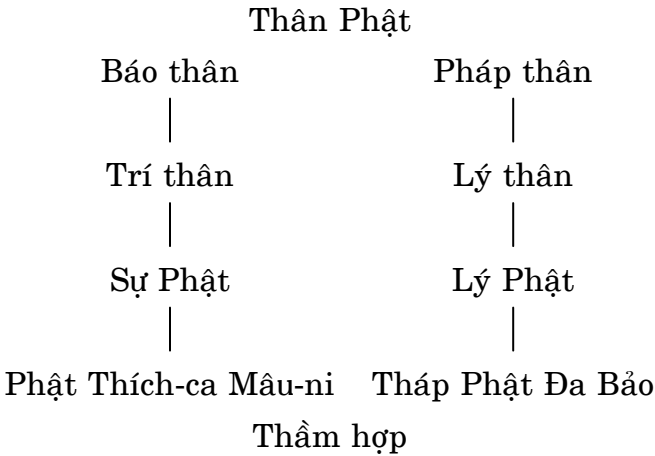 Thân Phật
Báo thân Pháp thân
Trí thân Lý thân
Sự Phật Lý Phật
Phật Thích-ca Mâu-ni Tháp Phật Đa Bảo
Thầm hợp